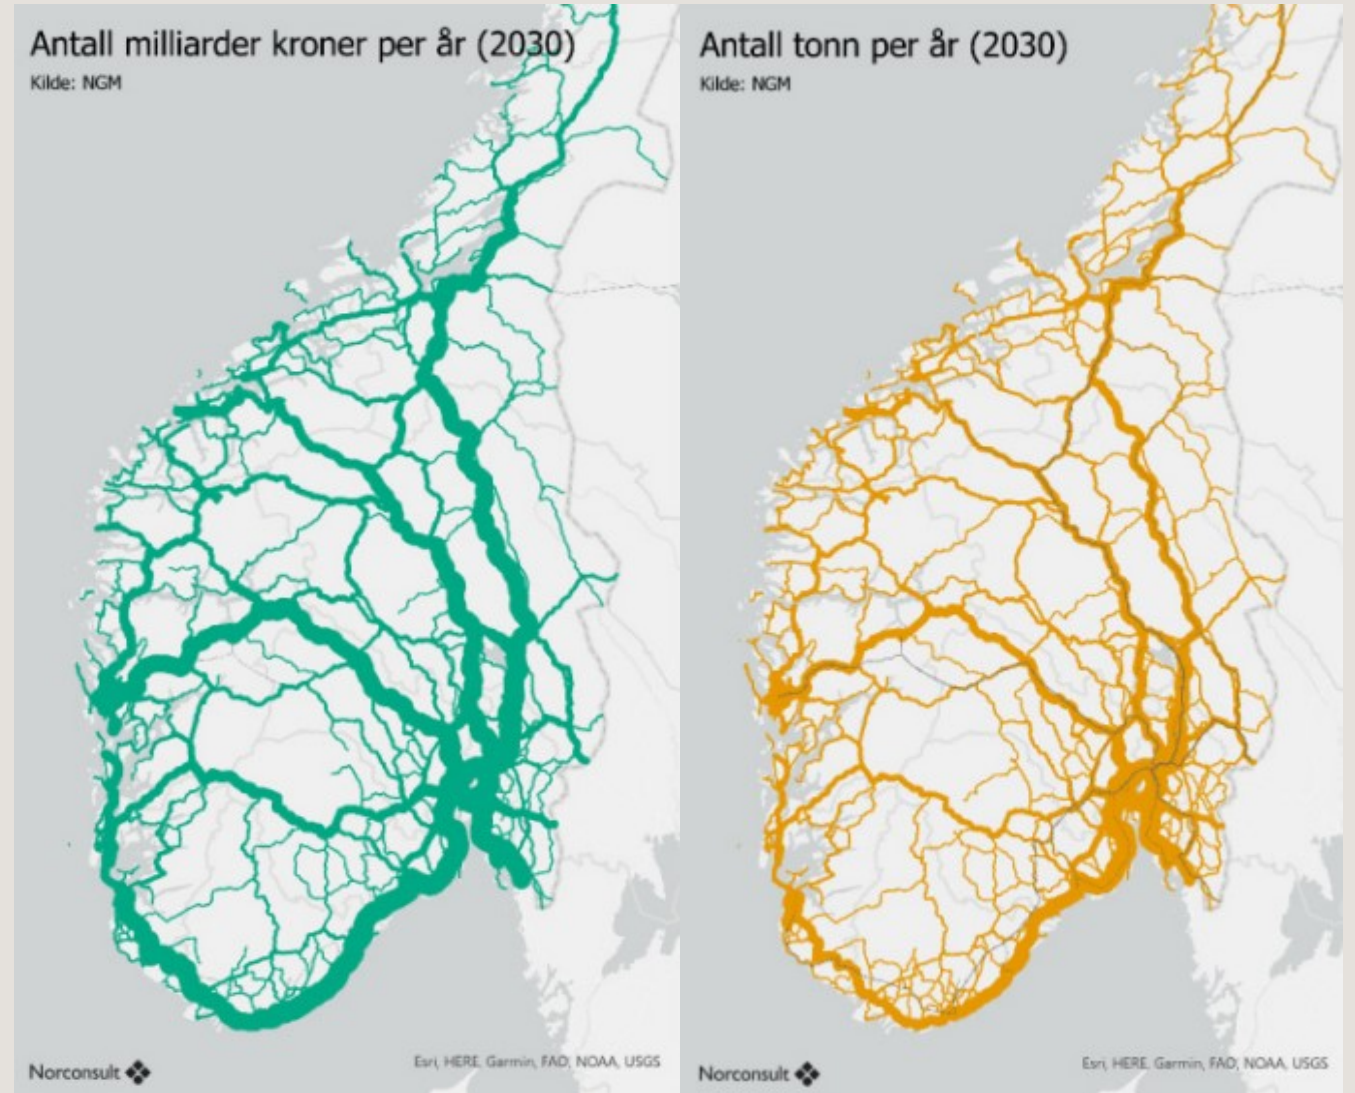 Antall milliarder kroner per år (2030)
Kilde: NGM
Norconsult
Esri, HERE, Garmin, FAO, NOAA, USGS
Antall tonn per år (2030)
Kilde: NGM
Norconsult
Esri, HERE, Garmin, FAO, NOAA, USGS